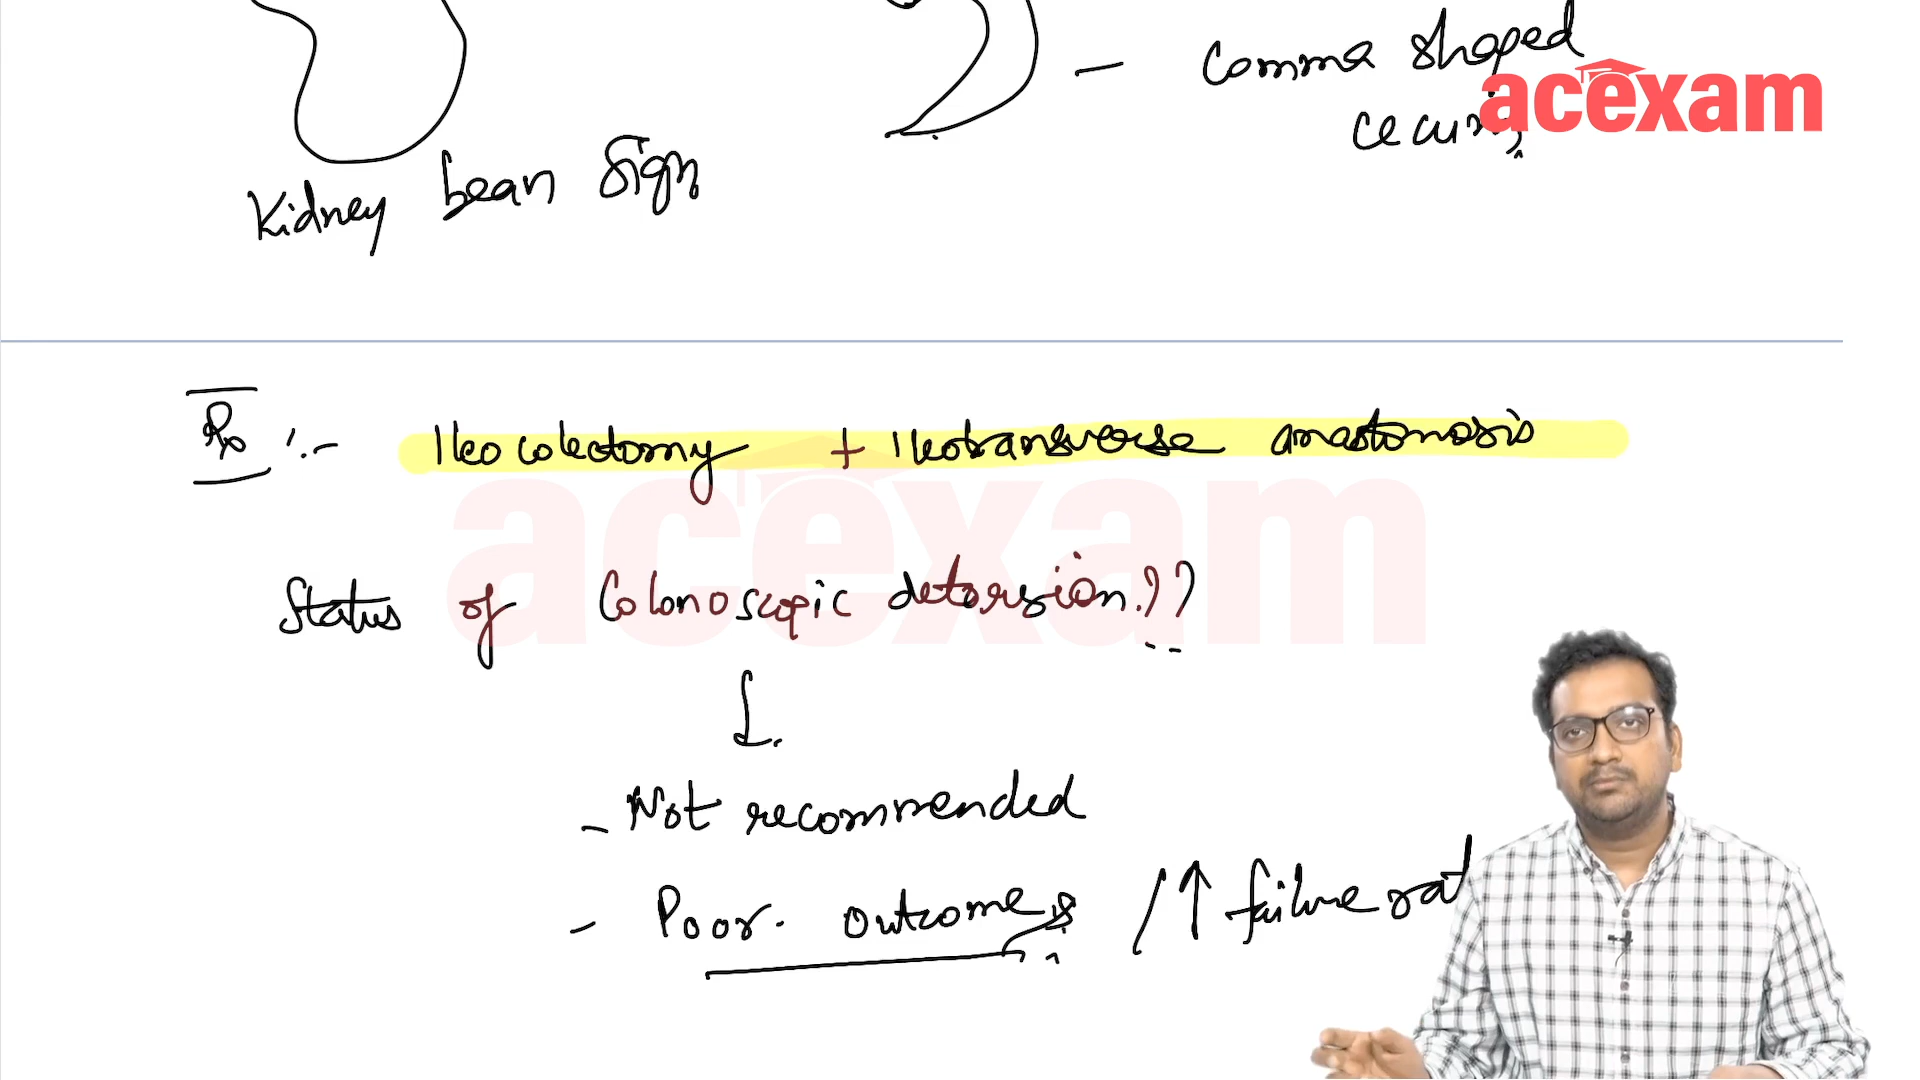 Comma shaped
acexam
cecum
Kidney bean sign
Rx :- Ileocolectomy + Ileotransverse anastomosis
acexam
Status of Colonoscopic detorsion??
- Not recommended
- Poor outcomes / ↑ failure rat